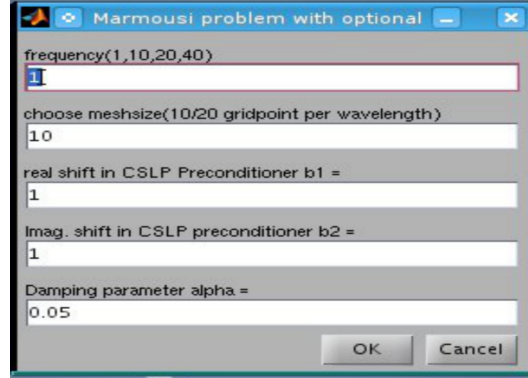 Marmousi problem with optional
frequency(1,10,20,40)
1
choose meshsize(10/20 gridpoint per wavelength)
10
real shift in CSLP Preconditioner b1 =
1
Imag. shift in CSLP preconditioner b2 =
1
Damping parameter alpha =
0.05
OK Cancel